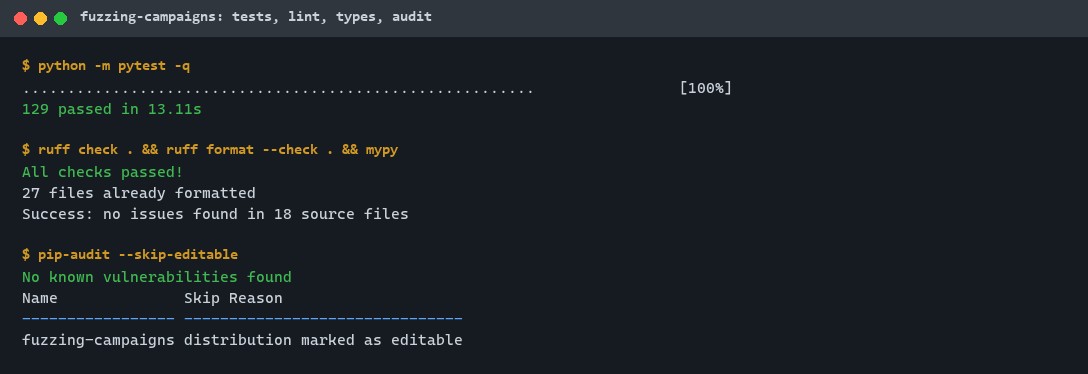 fuzzing-campaigns: tests, lint, types, audit
$ python -m pytest -q
......................................................... [100%]
129 passed in 13.11s
$ ruff check . && ruff format --check . && mypy
All checks passed!
27 files already formatted
Success: no issues found in 18 source files
$ pip-audit --skip-editable
No known vulnerabilities found
Name Skip Reason
----------------- -------------------------------
fuzzing-campaigns distribution marked as editable